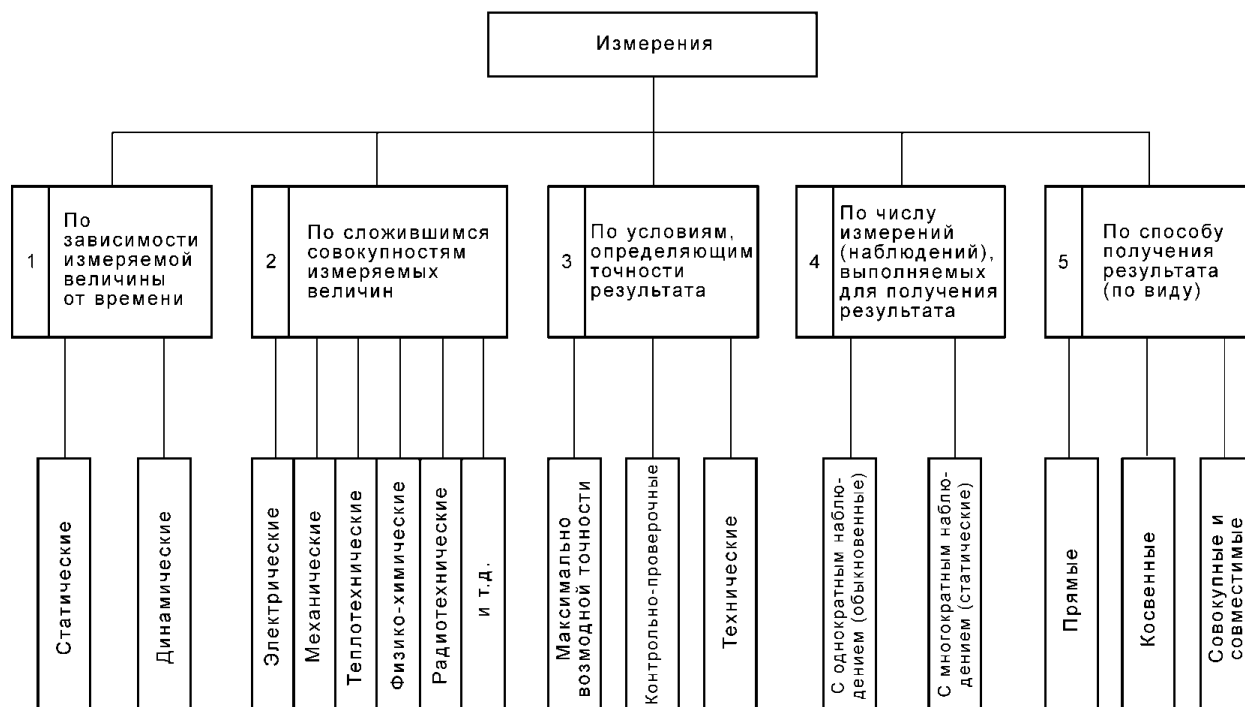 Измерения
1
По
зависимости
измеряемой
величины
от времени
2
По сложившимся
совокупностям
измеряемых
величин
3
По условиям,
определяющим
точности
результата
4
По числу
измерений
(наблюдений),
выполняемых
для получения
результата
5
По способу
получения
результата
(по виду)
Статические
Динамические
Электрические
Механические
Теплотехнические
Физико-химические
Радиотехнические
и т.д.
Максимально
возмодной точности
Контрольно-проверочные
Технические
С однократным наблю-
дением (обыкновенные)
С многократным наблю-
дением (статические)
Прямые
Косвенные
Совокупные и
совместимые